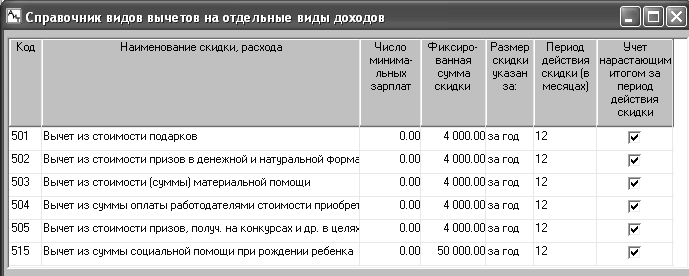 Справочник видов вычетов на отдельные виды доходов
Код Наименование скидки, расхода Число минима- льных зарплат Фиксиро- ванная сумма скидки Размер скидки указан за: Период действия скидки (в месяцах) Учет нарастающим итогом за период действия скидки
501 Вычет из стоимости подарков 0.00 4 000.00 за год 12
502 Вычет из стоимости призов в денежной и натуральной форма 0.00 4 000.00 за год 12
503 Вычет из стоимости (суммы) материальной помощи 0.00 4 000.00 за год 12
504 Вычет из суммы оплаты работодателями стоимости приобрет 0.00 4 000.00 за год 12
505 Вычет из стоимости призов, получ. на конкурсах и др. в целях 0.00 4 000.00 за год 12
515 Вычет из суммы социальной помощи при рождении ребенка 0.00 50 000.00 за год 12